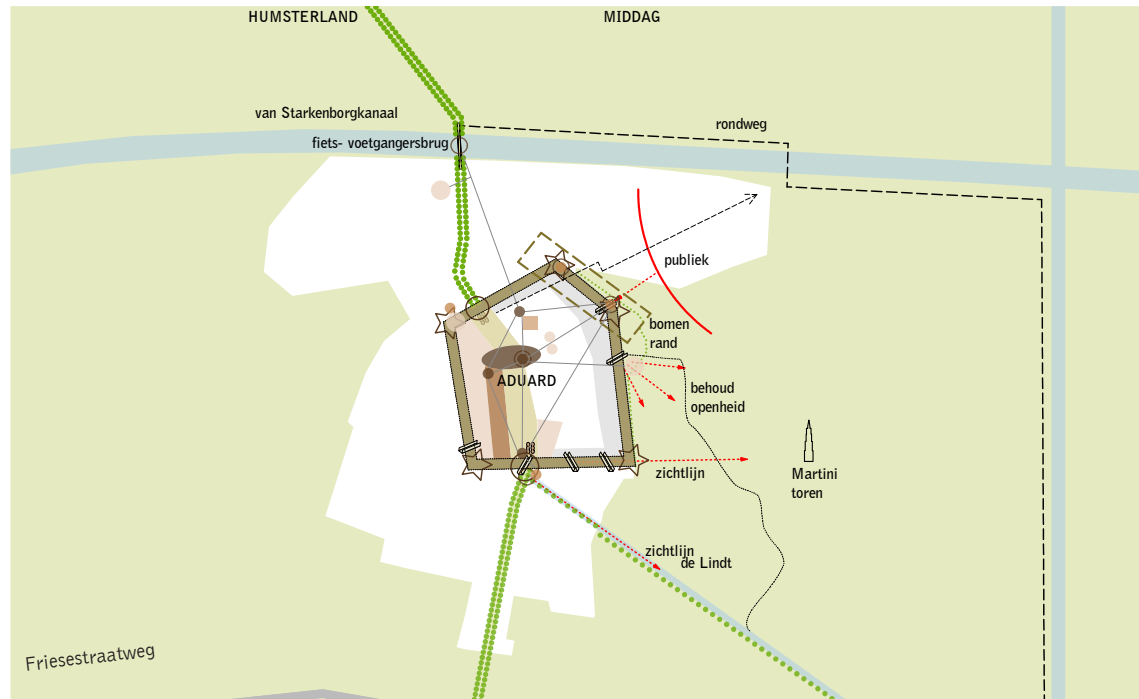 HUMSTERLAND
MIDDAG
van Starkenborgkanaal
rondweg
fiets- voetgangersbrug
publiek
bomen
rand
ADUARD
behoud
openheid
zichtlijn
Martini
toren
zichtlijn
de Lindt
Friesestraatweg